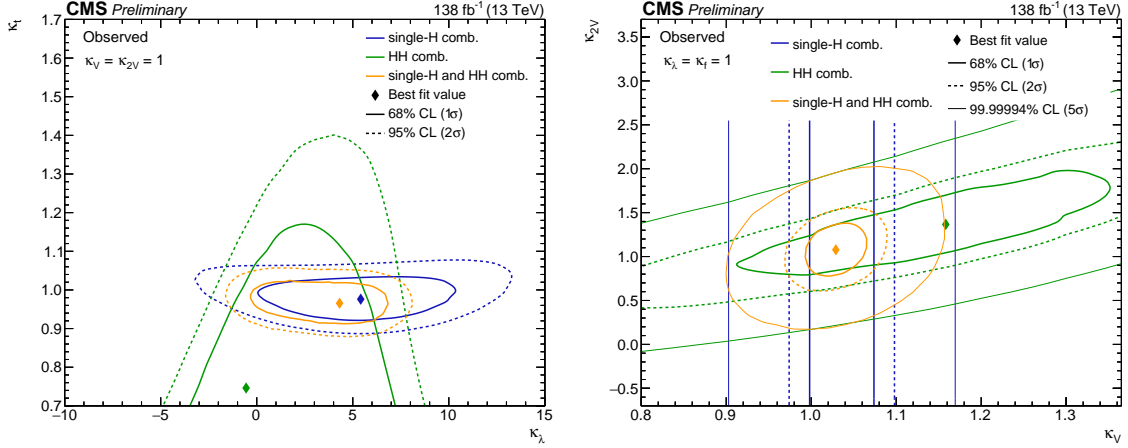 CMS Preliminary 138 fb⁻¹ (13 TeV)
κt
1.7
1.6
1.5
1.4
1.3
1.2
1.1
1.0
0.9
0.8
0.7
Observed
κV = κ2V = 1
single-H comb.
HH comb.
single-H and HH comb.
Best fit value
68% CL (1σ)
95% CL (2σ)
−10 −5 0 5 10 15
κλ
CMS Preliminary 138 fb⁻¹ (13 TeV)
κ2V
3.5
3.0
2.5
2.0
1.5
1.0
0.5
0.0
−0.5
Observed
κλ = κf = 1
single-H comb.
HH comb.
single-H and HH comb.
Best fit value
68% CL (1σ)
95% CL (2σ)
99.99994% CL (5σ)
0.8 0.9 1.0 1.1 1.2 1.3
κV